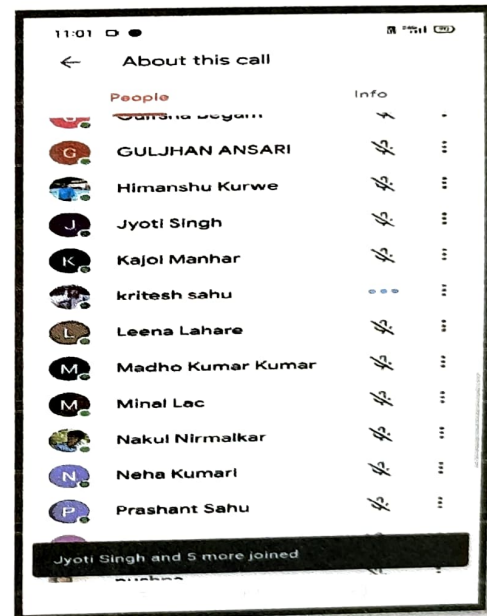 11:01
← About this call
People Info
G GULJHAN ANSARI
Himanshu Kurwe
J Jyoti Singh
K Kajol Manhar
kritesh sahu
L Leena Lahare
M Madho Kumar Kumar
M Minal Lac
Nakul Nirmalkar
N Neha Kumari
P Prashant Sahu
Jyoti Singh and 5 more joined